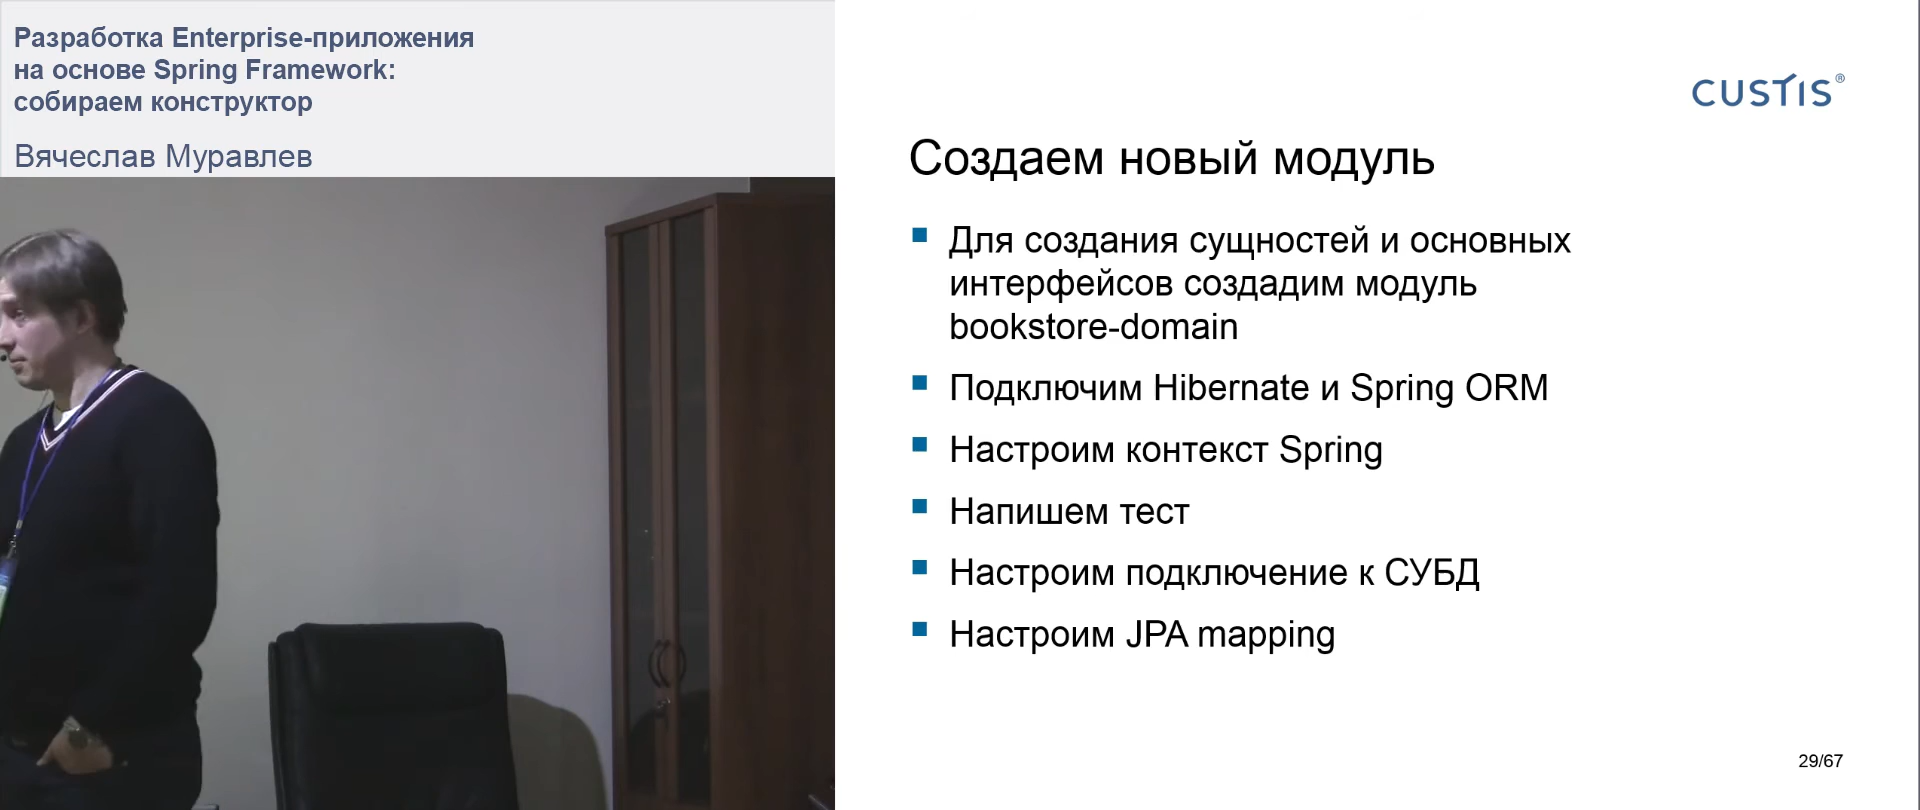 Разработка Enterprise-приложения
на основе Spring Framework:
собираем конструктор
Вячеслав Муравлев
CUSTIS®
Создаем новый модуль
Для создания сущностей и основных
интерфейсов создадим модуль
bookstore-domain
Подключим Hibernate и Spring ORM
Настроим контекст Spring
Напишем тест
Настроим подключение к СУБД
Настроим JPA mapping
29/67